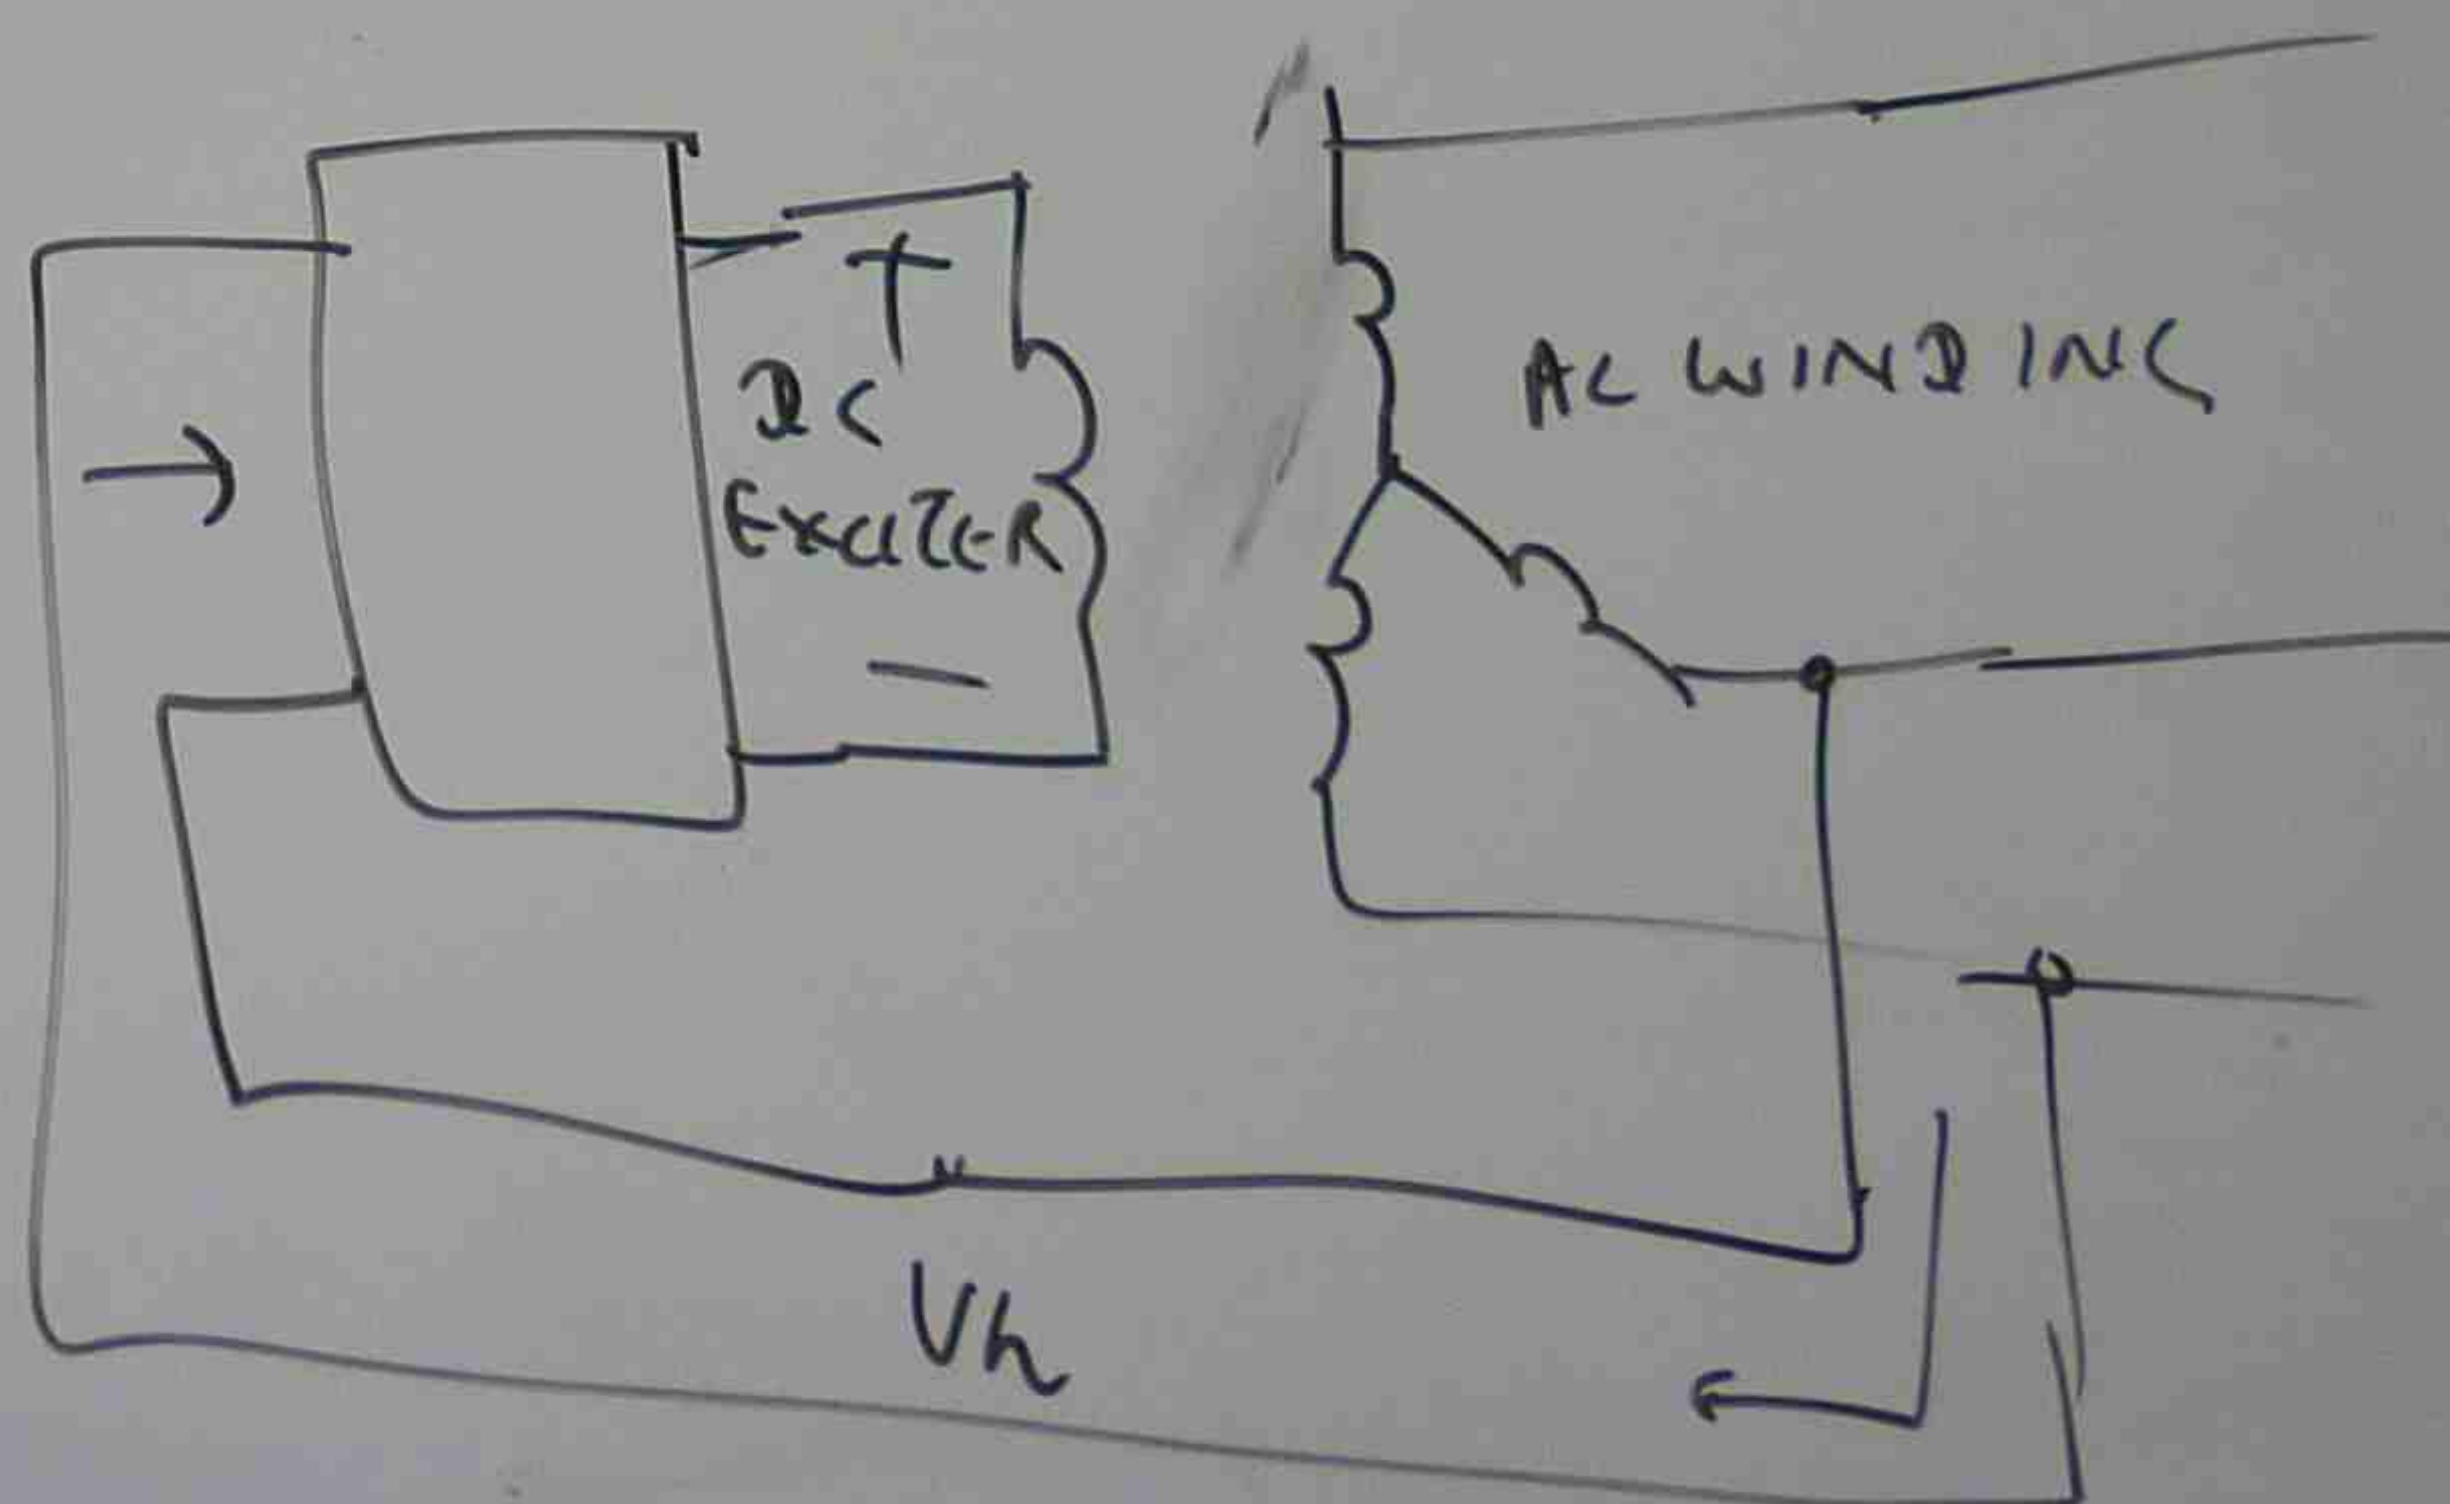 +
DC
EXCITER
−
AC WINDING
Vh